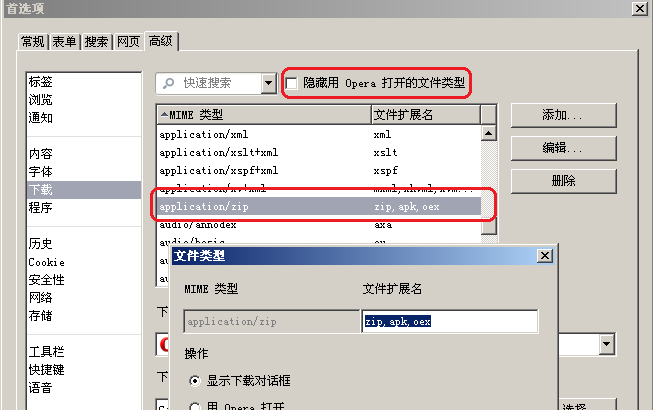 首选项
常规 表单 搜索 网页 高级
标签
浏览
通知
内容
字体
下载
程序
历史
Cookie
安全性
网络
存储
工具栏
快捷键
语音
快速搜索
隐藏用 Opera 打开的文件类型
MIME 类型 文件扩展名
application/xml xml
application/xslt+xml xslt
application/xspf+xml xspf
application/zip zip,apk,oex
audio/annodex axa
添加...
编辑...
删除
文件类型
MIME 类型 文件扩展名
application/zip zip,apk,oex
操作
显示下载对话框
用 Opera 打开
下
下
选择